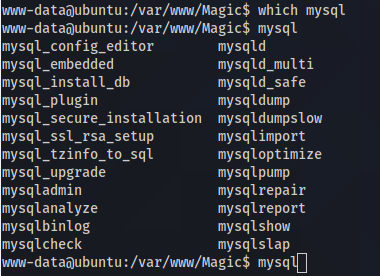 www-data@ubuntu:/var/www/Magic$ which mysql
www-data@ubuntu:/var/www/Magic$ mysql
mysql_config_editor mysqld
mysql_embedded mysqld_multi
mysql_install_db mysqld_safe
mysql_plugin mysqldump
mysql_secure_installation mysqldumpslow
mysql_ssl_rsa_setup mysqlimport
mysql_tzinfo_to_sql mysqloptimize
mysql_upgrade mysqlpump
mysqladmin mysqlrepair
mysqlanalyze mysqlreport
mysqlbinlog mysqlshow
mysqlcheck mysqlslap
www-data@ubuntu:/var/www/Magic$ mysql